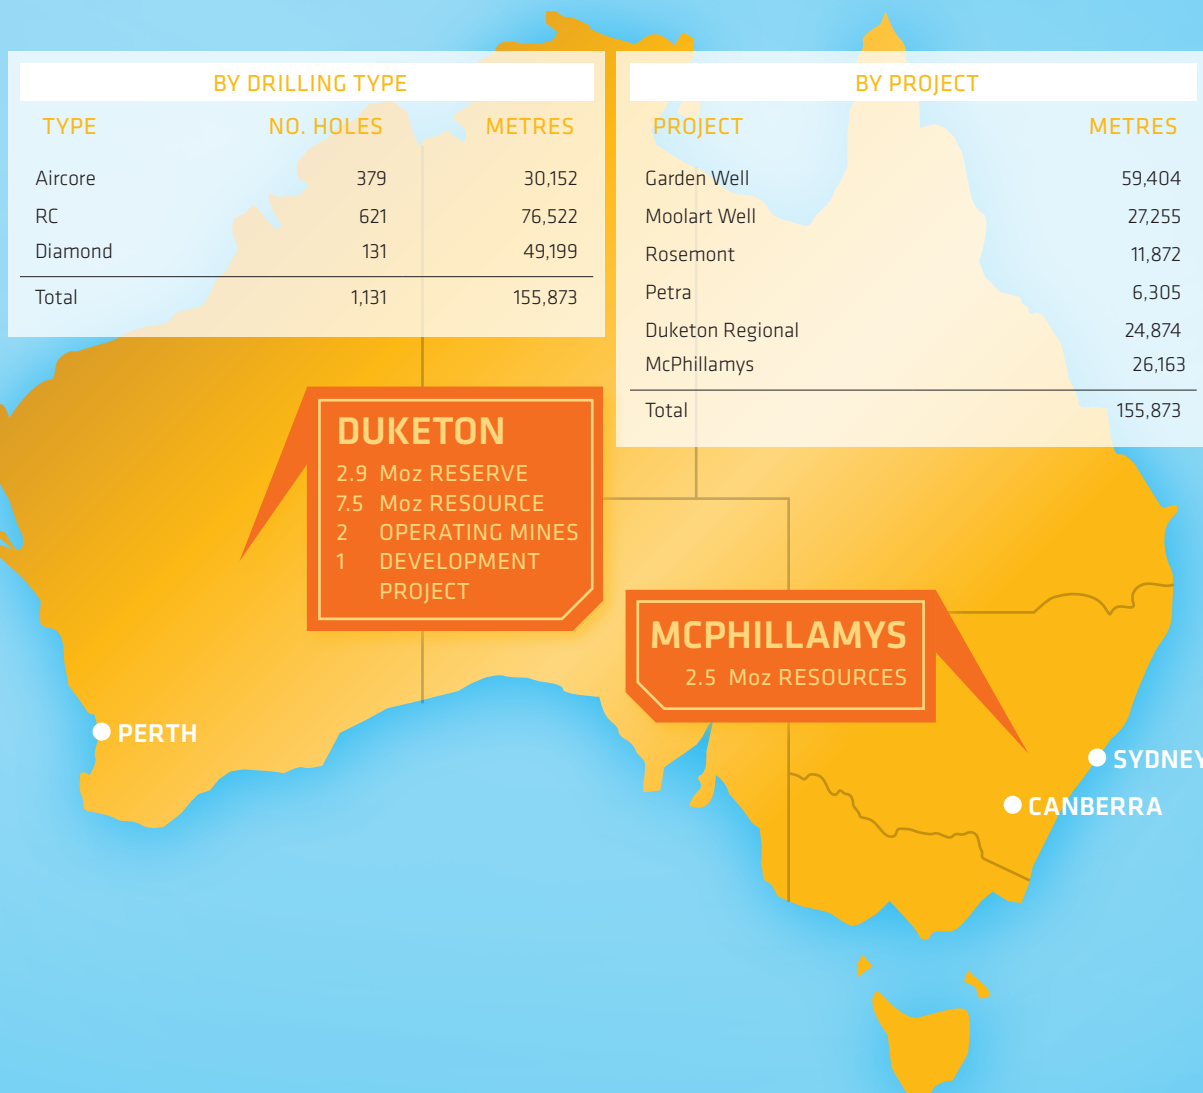 BY DRILLING TYPE
TYPE NO. HOLES METRES
Aircore 379 30,152
RC 621 76,522
Diamond 131 49,199
Total 1,131 155,873
BY PROJECT
PROJECT METRES
Garden Well 59,404
Moolart Well 27,255
Rosemont 11,872
Petra 6,305
Duketon Regional 24,874
McPhillamys 26,163
Total 155,873
DUKETON
2.9 Moz RESERVE
7.5 Moz RESOURCE
2 OPERATING MINES
1 DEVELOPMENT
PROJECT
MCPHILLAMYS
2.5 Moz RESOURCES
PERTH
SYDNEY
CANBERRA